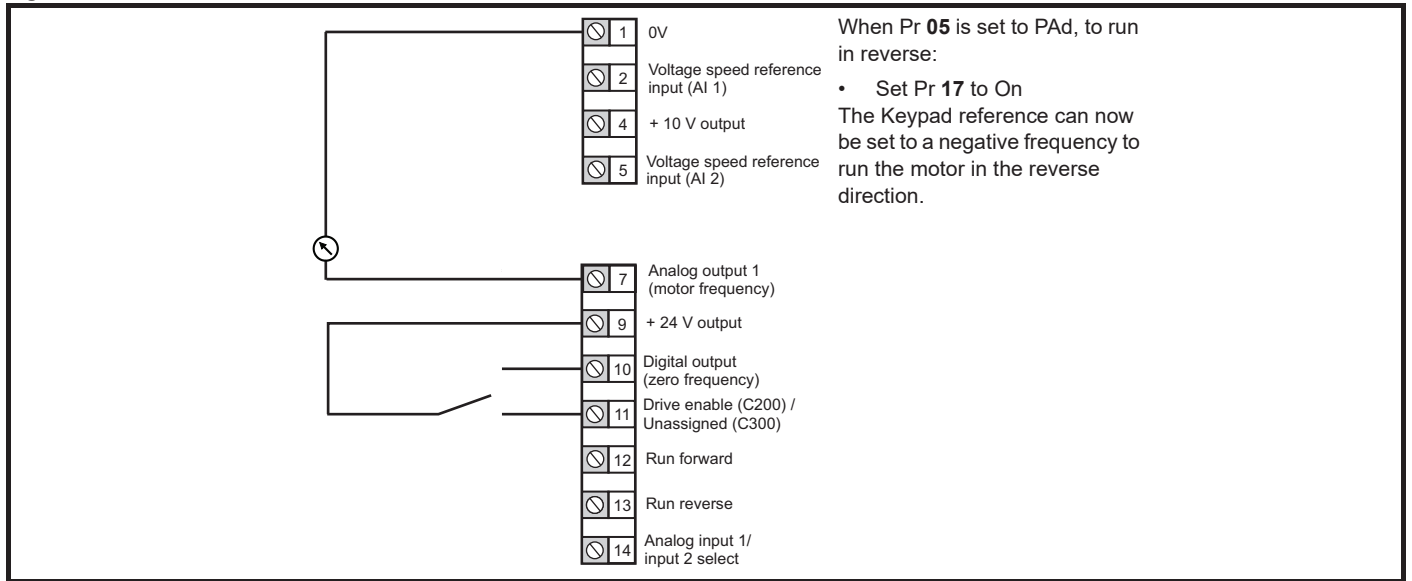 1 0V
2 Voltage speed reference
input (AI 1)
4 + 10 V output
5 Voltage speed reference
input (AI 2)
7 Analog output 1
(motor frequency)
9 + 24 V output
10 Digital output
(zero frequency)
11 Drive enable (C200) /
Unassigned (C300)
12 Run forward
13 Run reverse
14 Analog input 1/
input 2 select
When Pr 05 is set to PAd, to run
in reverse:
• Set Pr 17 to On
The Keypad reference can now
be set to a negative frequency to
run the motor in the reverse
direction.